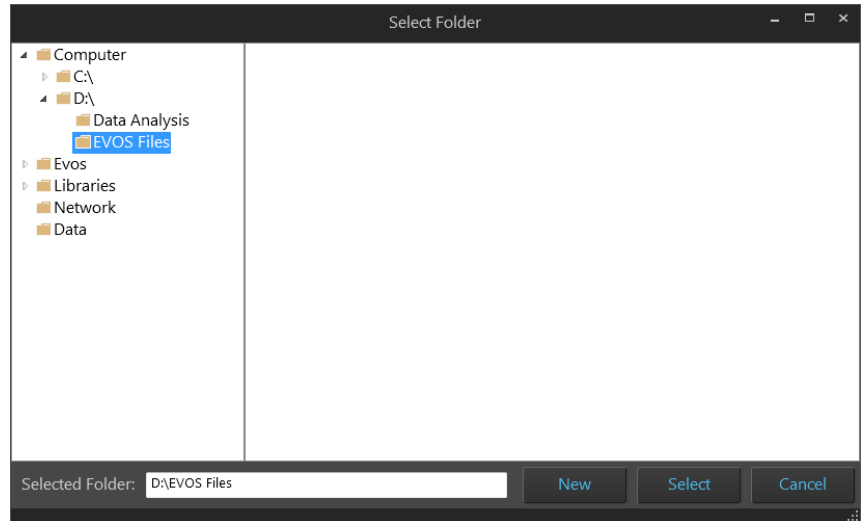 Select Folder
Computer
C:\
D:\
Data Analysis
EVOS Files
Evos
Libraries
Network
Data
Selected Folder: D:\EVOS Files New Select Cancel